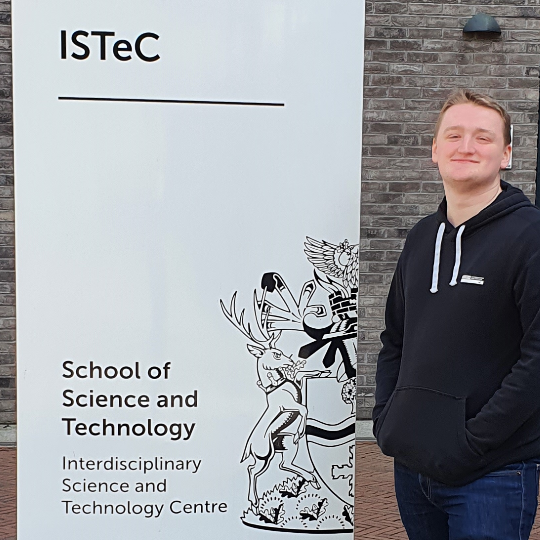 ISTeC
School of
Science and
Technology
Interdisciplinary
Science and
Technology Centre